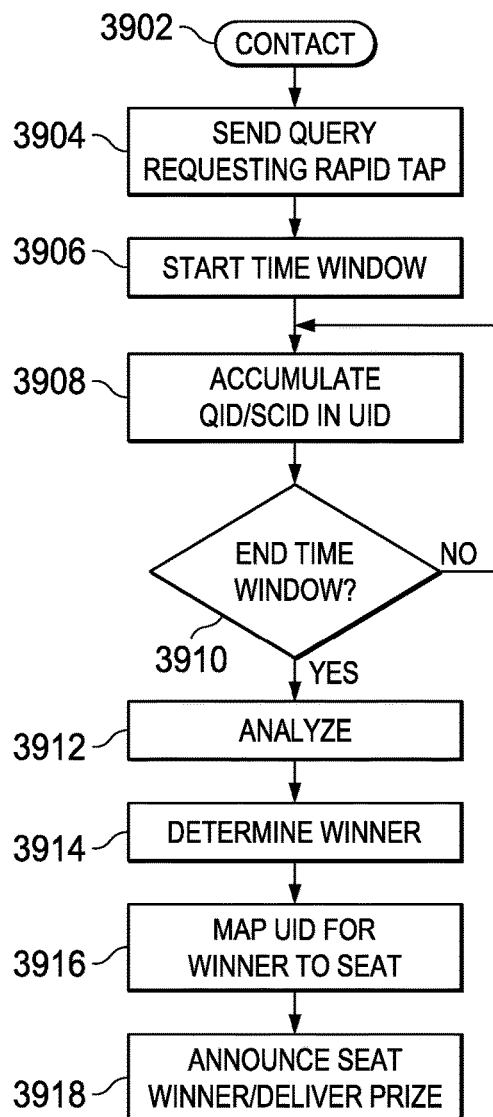 3902
CONTACT
3904
SEND QUERY
REQUESTING RAPID TAP
3906
START TIME WINDOW
3908
ACCUMULATE
QID/SCID IN UID
END TIME
WINDOW?
NO
3910
YES
3912
ANALYZE
3914
DETERMINE WINNER
3916
MAP UID FOR
WINNER TO SEAT
3918
ANNOUNCE SEAT
WINNER/DELIVER PRIZE